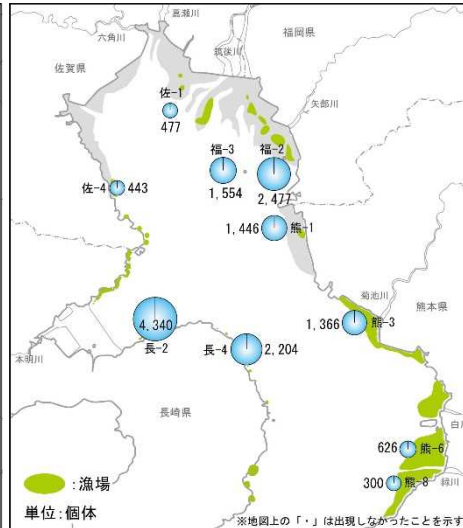 嘉瀬川
六角川
筑後川
福岡県
佐賀県
佐-1
477
矢部川
福-3
1,554
福-2
2,477
佐-4
443
1,446
熊-1
菊池川
熊本県
1,366
熊-3
4,340
長-2
長-4
2,204
本明川
長崎県
白川
626
熊-6
300
熊-8
緑川
:漁場
単位:個体
※地図上の「・」は出現しなかったことを示す